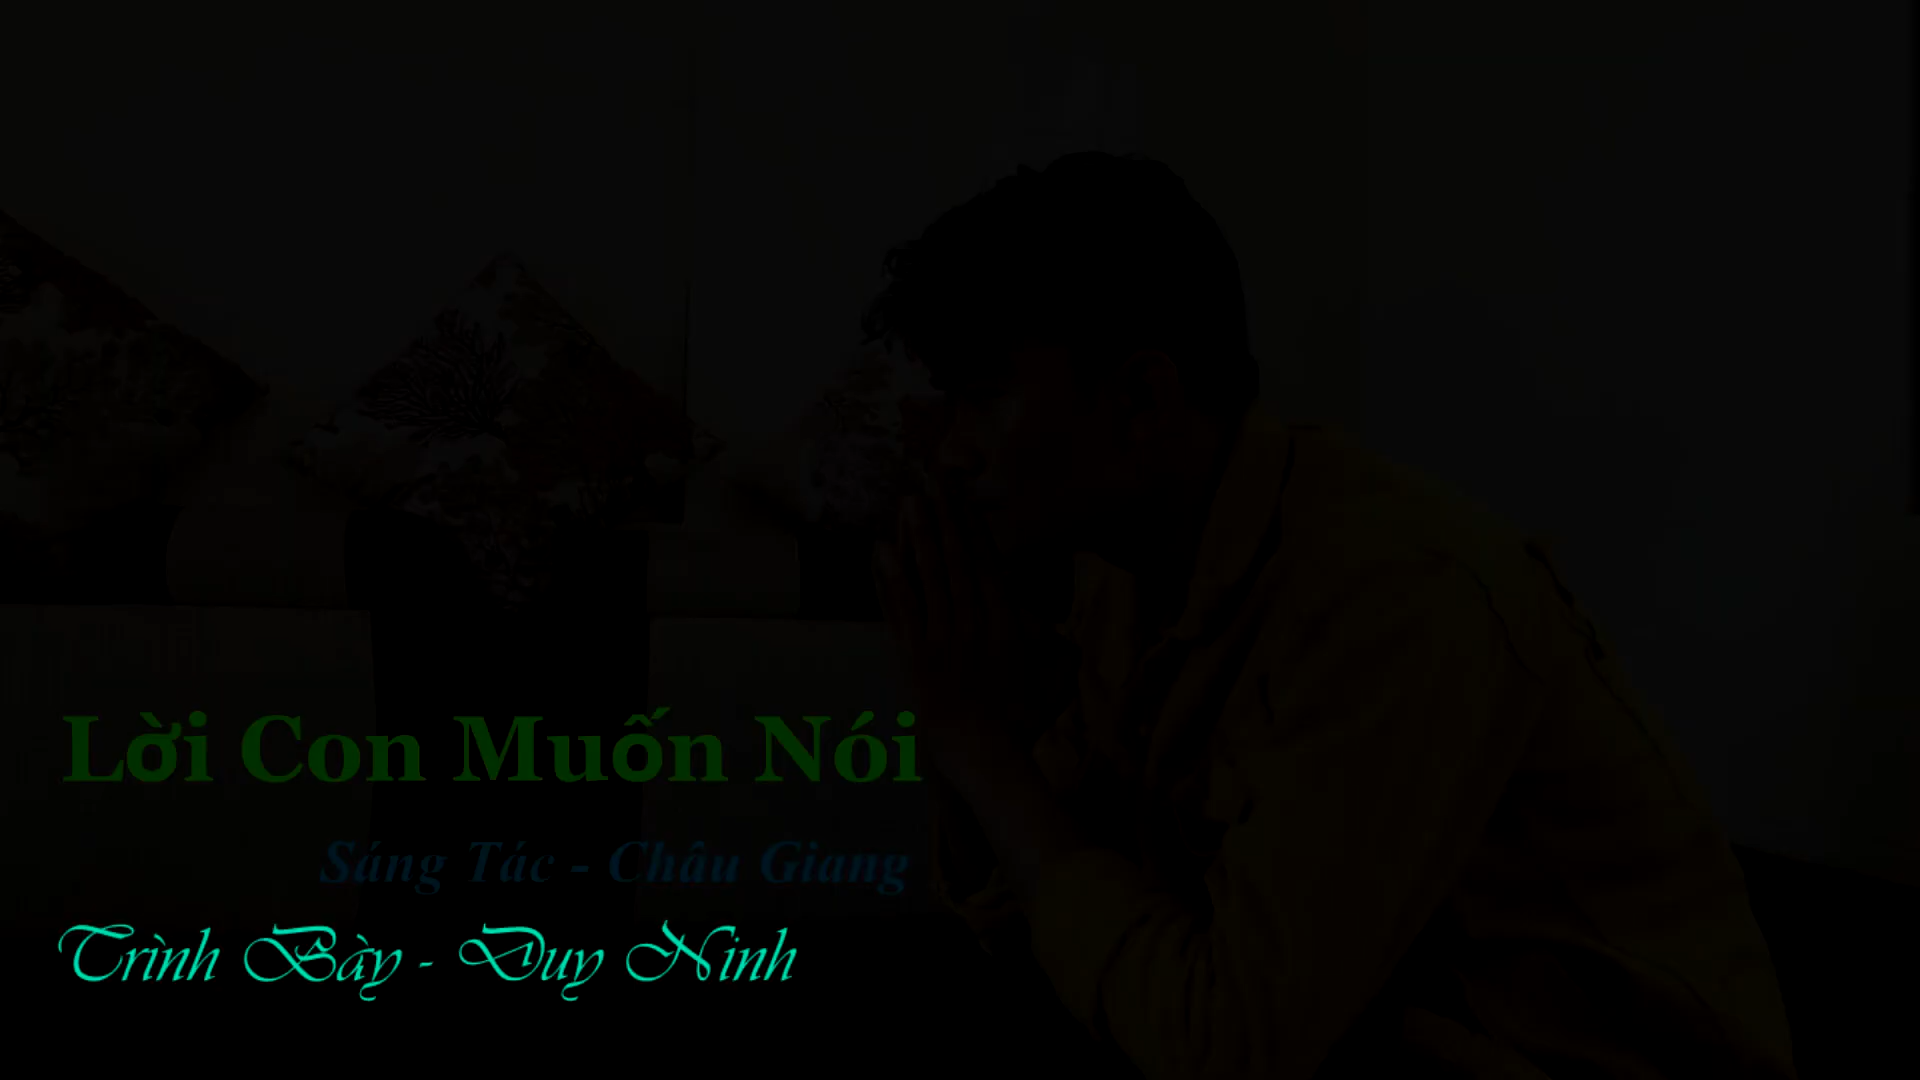 Lời Con Muốn Nói
Sáng Tác - Châu Giang
Trình Bày - Duy Ninh